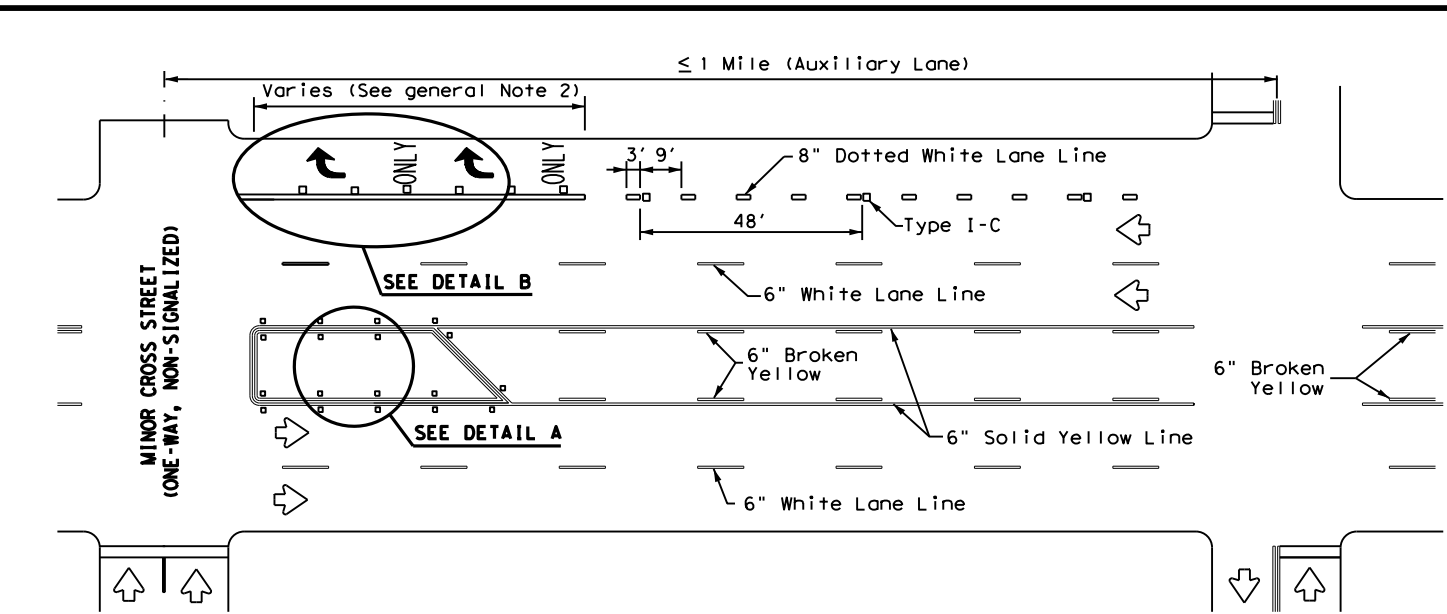 ≤ 1 Mile (Auxiliary Lane)
Varies (See general Note 2)
ONLY
ONLY
3' 9'
8" Dotted White Lane Line
48'
Type I-C
SEE DETAIL B
6" White Lane Line
MINOR CROSS STREET
(ONE-WAY, NON-SIGNALIZED)
6" Broken
Yellow
6" Broken
Yellow
SEE DETAIL A
6" Solid Yellow Line
6" White Lane Line